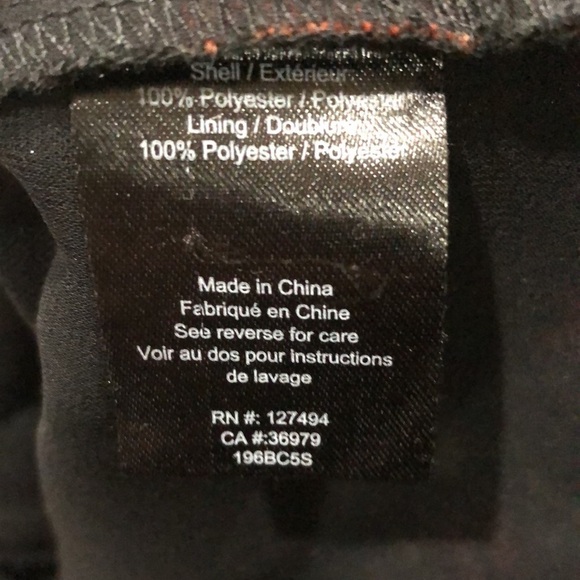 Shell / Extérieur
100% Polyester / Polyester
Lining / Doublure
100% Polyester / Polyester
Made in China
Fabriqué en Chine
See reverse for care
Voir au dos pour instructions
de lavage
RN #: 127494
CA #:36979
196BC5S